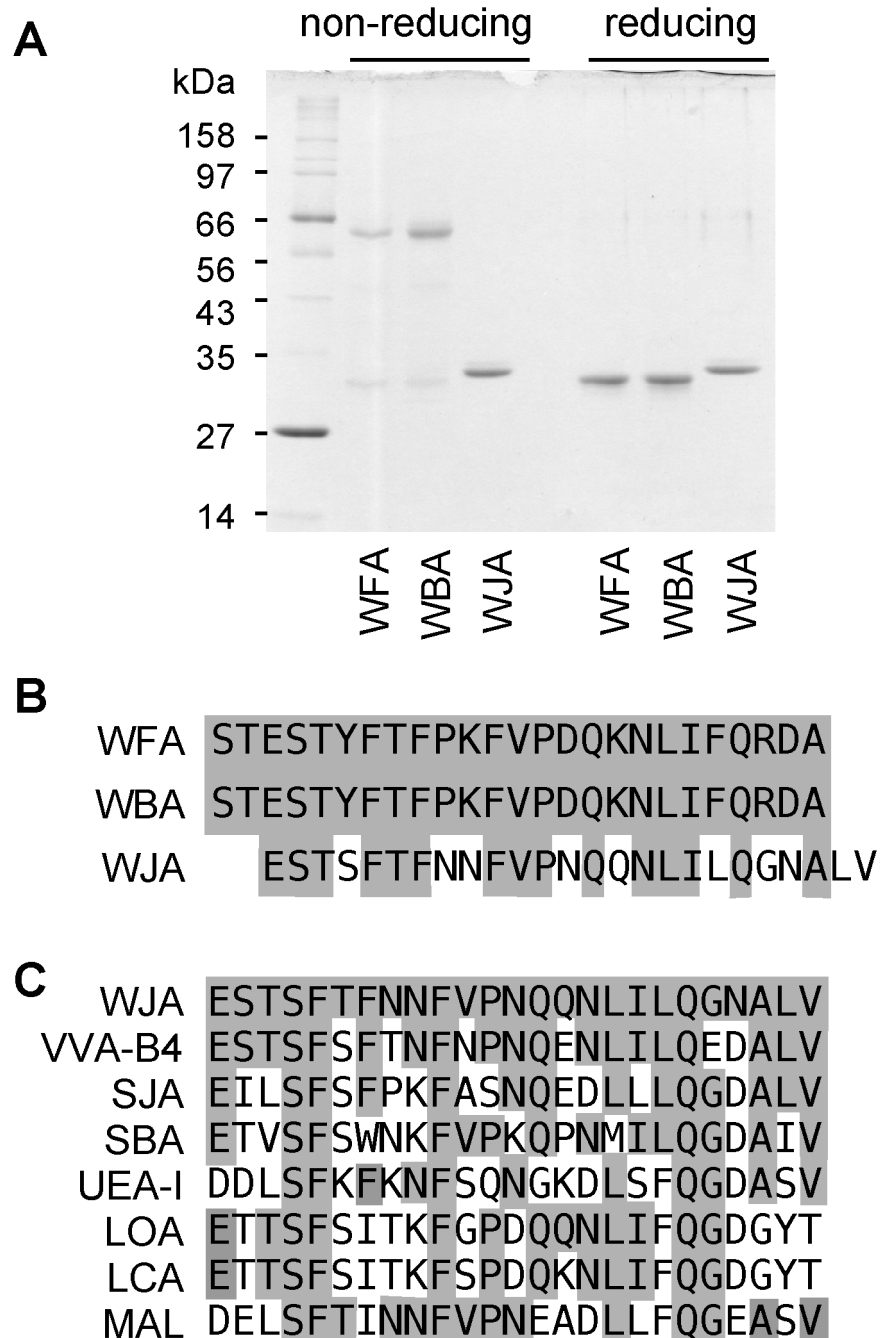 A
non-reducing reducing
kDa
158
97
66
56
43
35
27
14
WFA WBA WJA WFA WBA WJA
B
WFA STESTYFTFPKFVPDQKNLIFQRDA
WBA STESTYFTFPKFVPDQKNLIFQRDA
WJA ESTSFTFNNFVPNQQNLILQGNALV
C
WJA ESTSFTFNNFVPNQQNLILQGNALV
VVA-B4 ESTSFSFTNFNPNQENLILQEDALV
SJA EILSFSFPKFASNQEDLLLQGDALV
SBA ETVSFSWNKFVPKQPNMILQGDAIV
UEA-I DDLSFKFKNFSQNGKDLSFQGDASV
LOA ETTSFSITKFGPDQQNLIFQGDGYT
LCA ETTSFSITKFSPDQKNLIFQGDGYT
MAL DELSFTINNFVPNEADLLFQGEASV